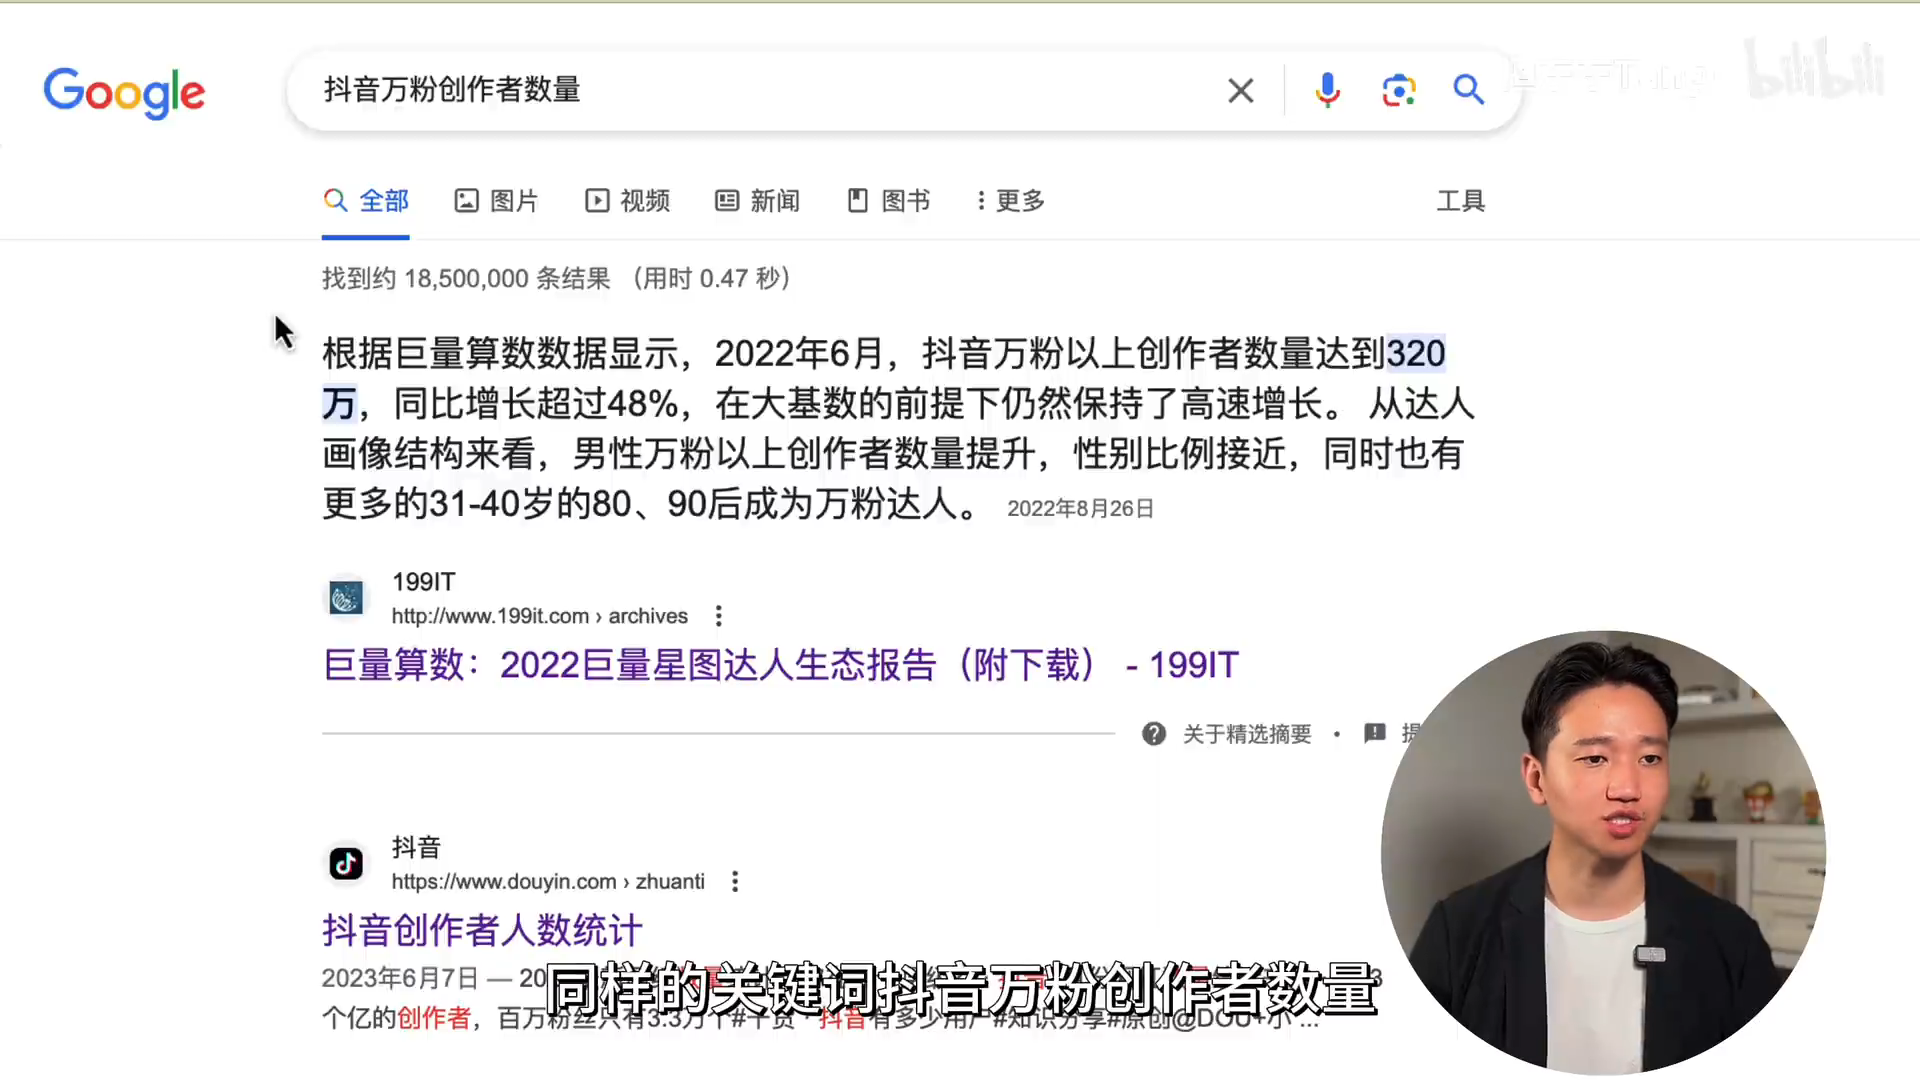 Google
抖音万粉创作者数量
bilibili
全部
图片
视频
新闻
图书
更多
工具
找到约 18,500,000 条结果 （用时 0.47 秒）
根据巨量算数数据显示，2022年6月，抖音万粉以上创作者数量达到320
万，同比增长超过48%，在大基数的前提下仍然保持了高速增长。 从达人
画像结构来看，男性万粉以上创作者数量提升，性别比例接近，同时也有
更多的31-40岁的80、90后成为万粉达人。 2022年8月26日
199IT
http://www.199it.com › archives
巨量算数：2022巨量星图达人生态报告（附下载） - 199IT
关于精选摘要 •
抖音
https://www.douyin.com › zhuanti
抖音创作者人数统计
2023年6月7日 — 20
同样的关键词抖音万粉创作者数量
个亿的创作者，百万粉丝只有3.3万个#干货 · 抖音有多少用户#知识分享#原创@DOU+小 ...